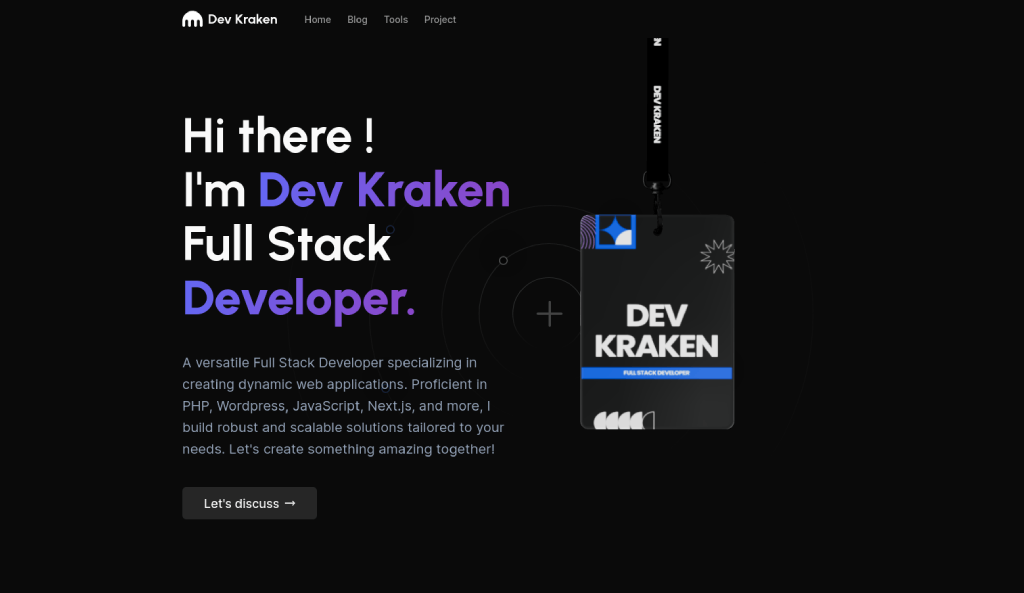 Dev Kraken
Home
Blog
Tools
Project
Hi there !
I'm Dev Kraken
Full Stack
Developer.
A versatile Full Stack Developer specializing in
creating dynamic web applications. Proficient in
PHP, Wordpress, JavaScript, Next.js, and more, I
build robust and scalable solutions tailored to your
needs. Let's create something amazing together!
Let's discuss →
N
DEV KRAKEN
DEV
KRAKEN
FULL STACK DEVELOPER